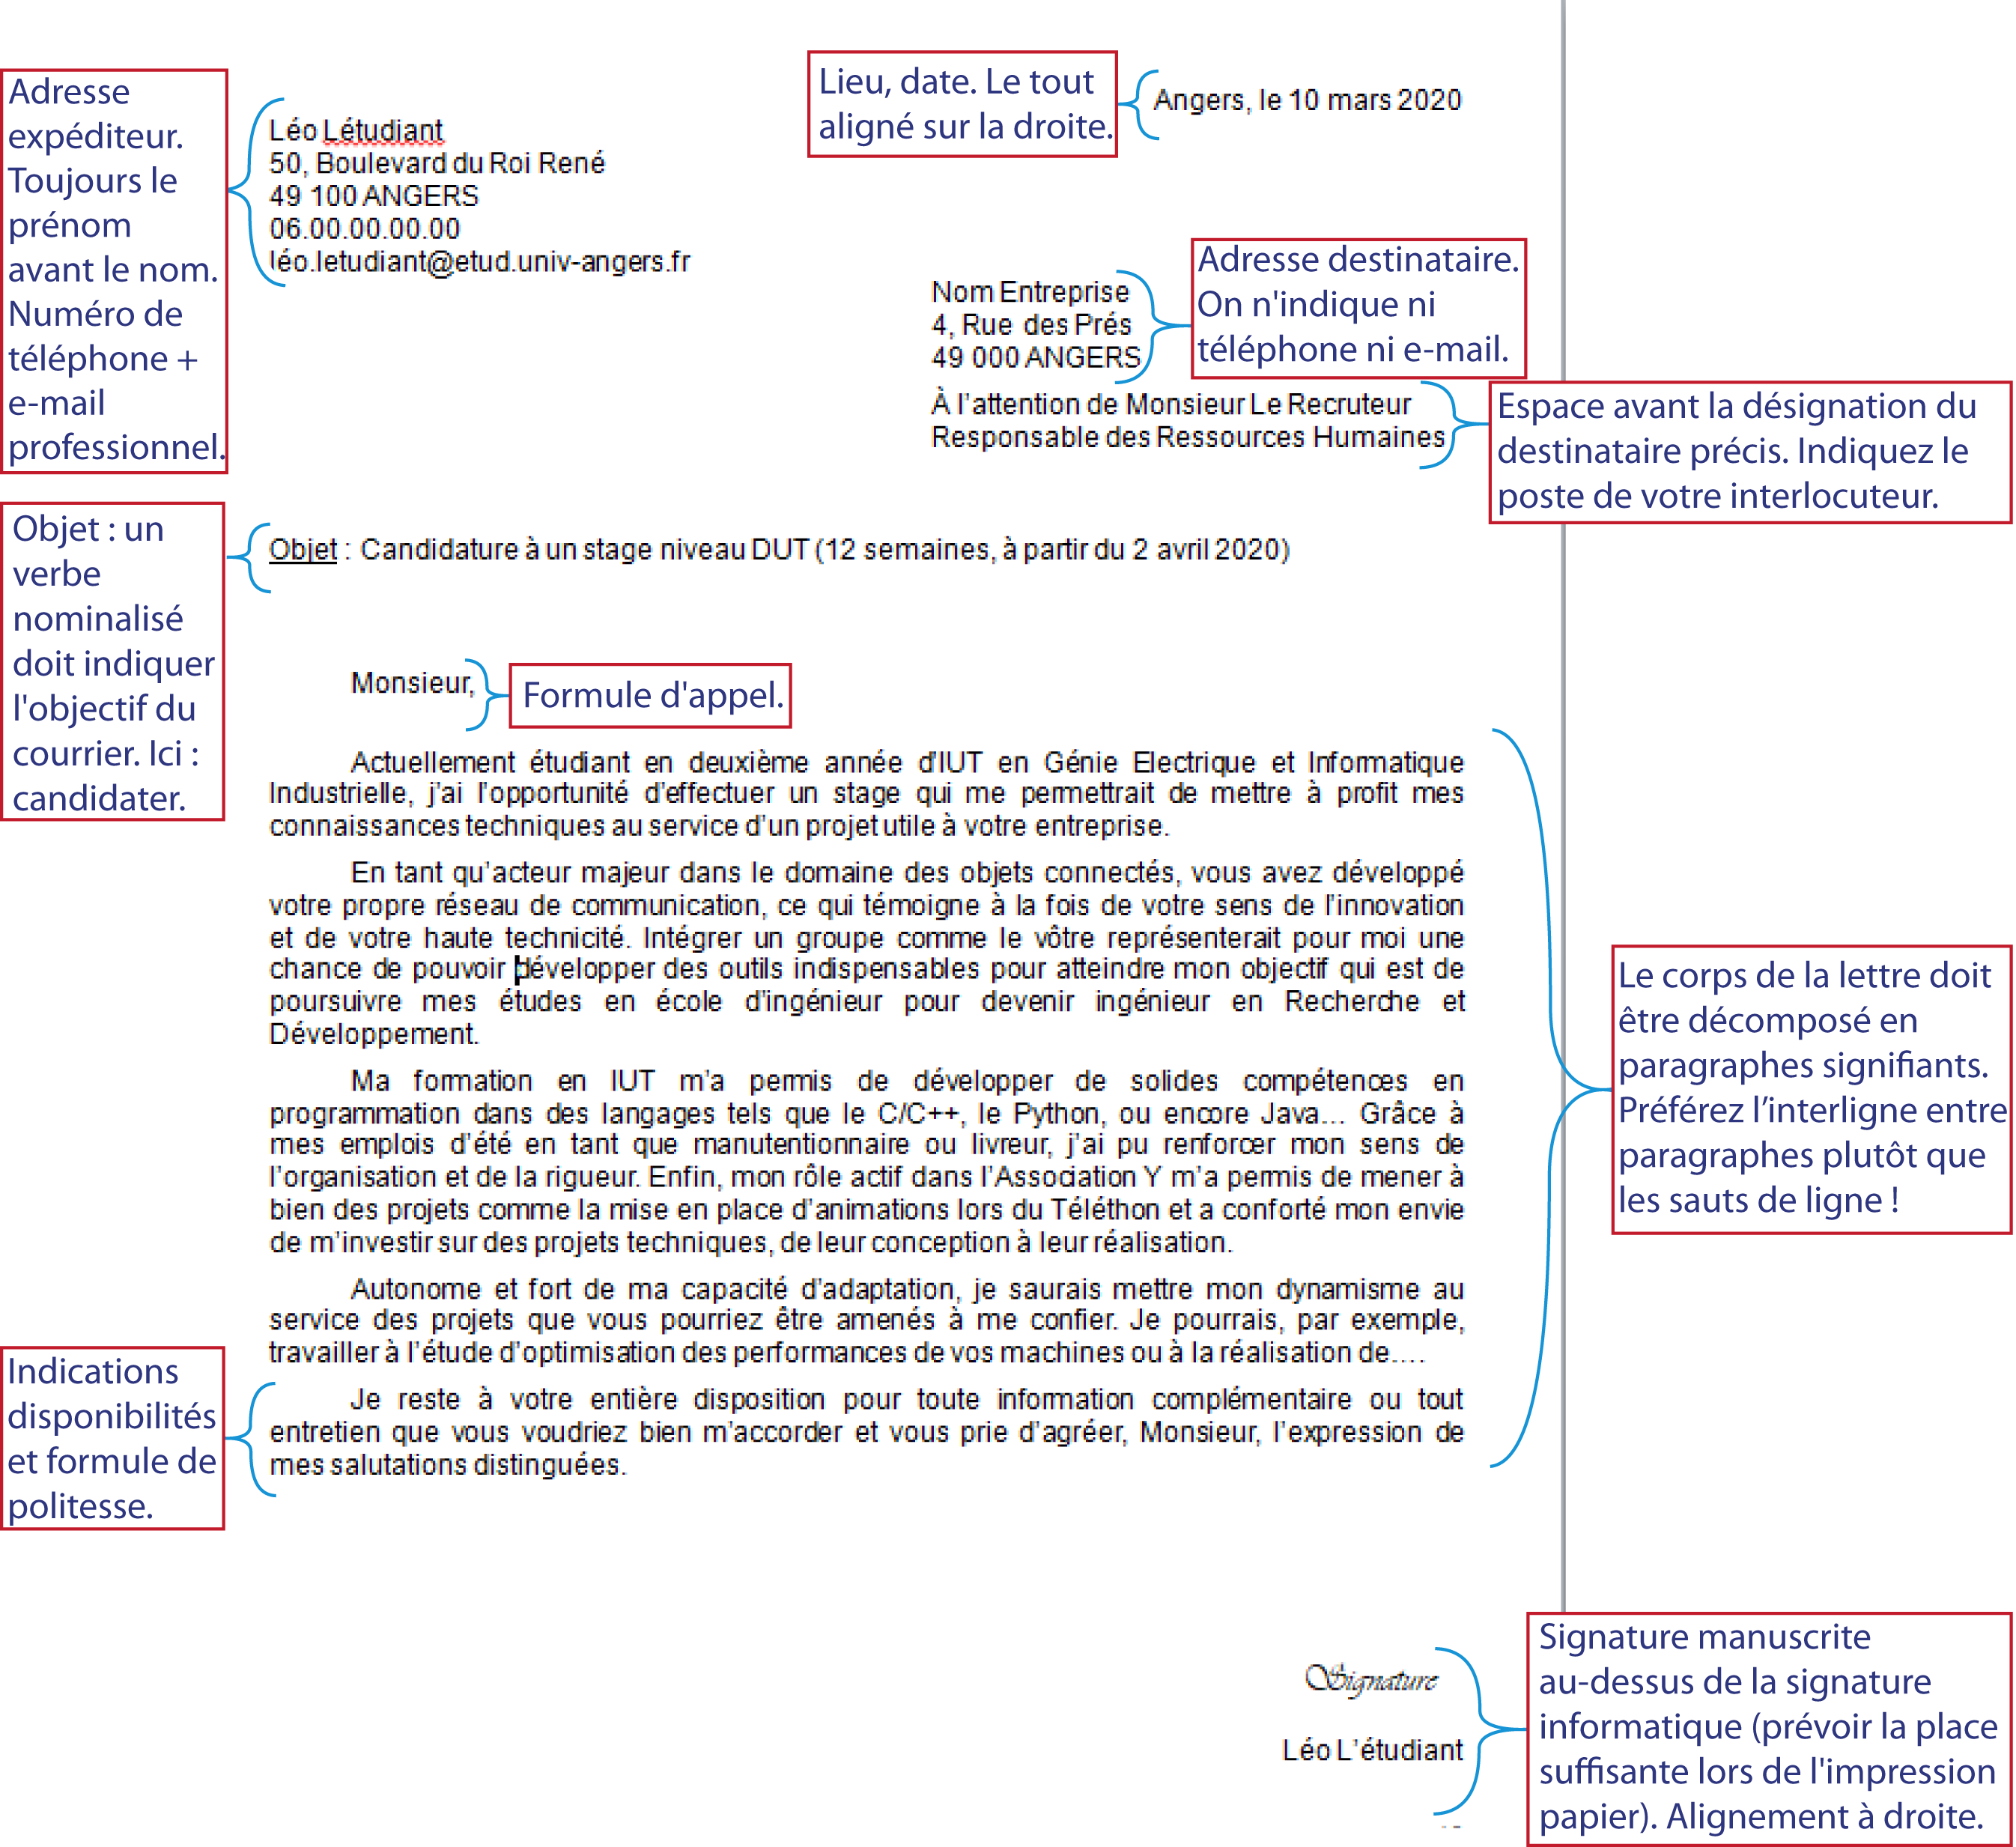 Adresse
expéditeur.
Toujours le
prénom
avant le nom.
Numéro de
téléphone +
e-mail
professionnel.
Léo Létudiant
50, Boulevard du Roi René
49 100 ANGERS
06.00.00.00.00
léo.letudiant@etud.univ-angers.fr
Lieu, date. Le tout
aligné sur la droite.
Angers, le 10 mars 2020
Nom Entreprise
4, Rue des Prés
49 000 ANGERS
Adresse destinataire.
On n'indique ni
téléphone ni e-mail.
À l’attention de Monsieur Le Recruteur
Responsable des Ressources Humaines
Espace avant la désignation du
destinataire précis. Indiquez le
poste de votre interlocuteur.
Objet : un
verbe
nominalisé
doit indiquer
l'objectif du
courrier. Ici :
candidater.
Objet : Candidature à un stage niveau DUT (12 semaines, à partir du 2 avril 2020)
Monsieur,
Formule d'appel.
Actuellement étudiant en deuxième année d’IUT en Génie Electrique et Informatique
Industrielle, j’ai l’opportunité d’effectuer un stage qui me permettrait de mettre à profit mes
connaissances techniques au service d’un projet utile à votre entreprise.
En tant qu’acteur majeur dans le domaine des objets connectés, vous avez développé
votre propre réseau de communication, ce qui témoigne à la fois de votre sens de l’innovation
et de votre haute technicité. Intégrer un groupe comme le vôtre représenterait pour moi une
chance de pouvoir développer des outils indispensables pour atteindre mon objectif qui est de
poursuivre mes études en école d’ingénieur pour devenir ingénieur en Recherche et
Développement.
Ma formation en IUT m’a permis de développer de solides compétences en
programmation dans des langages tels que le C/C++, le Python, ou encore Java… Grâce à
mes emplois d’été en tant que manutentionnaire ou livreur, j’ai pu renforcer mon sens de
l’organisation et de la rigueur. Enfin, mon rôle actif dans l’Association Y m’a permis de mener à
bien des projets comme la mise en place d’animations lors du Téléthon et a conforté mon envie
de m’investir sur des projets techniques, de leur conception à leur réalisation.
Autonome et fort de ma capacité d’adaptation, je saurais mettre mon dynamisme au
service des projets que vous pourriez être amenés à me confier. Je pourrais, par exemple,
travailler à l’étude d’optimisation des performances de vos machines ou à la réalisation de….
Je reste à votre entière disposition pour toute information complémentaire ou tout
entretien que vous voudriez bien m’accorder et vous prie d’agréer, Monsieur, l’expression de
mes salutations distinguées.
Le corps de la lettre doit
être décomposé en
paragraphes signifiants.
Préférez l’interligne entre
paragraphes plutôt que
les sauts de ligne !
Indications
disponibilités
et formule de
politesse.
Signature
Léo L’étudiant
Signature manuscrite
au-dessus de la signature
informatique (prévoir la place
suffisante lors de l'impression
papier). Alignement à droite.